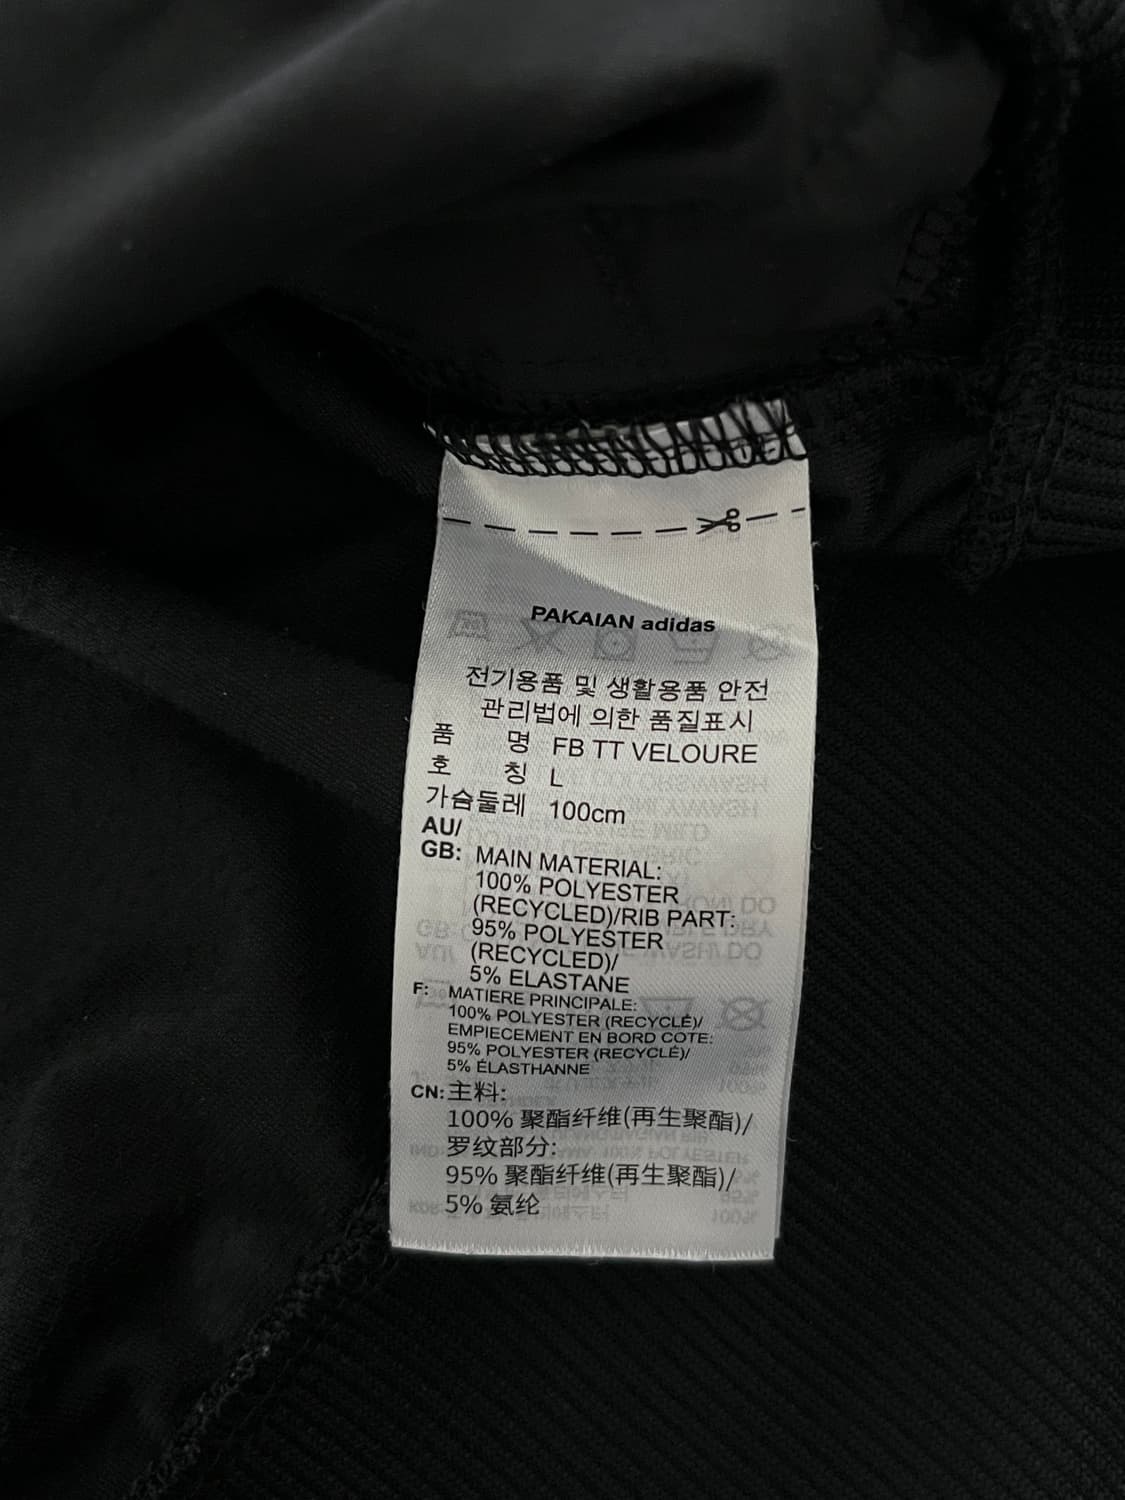 PAKAIAN adidas
전기용품 및 생활용품 안전
관리법에 의한 품질표시
품 명 FB TT VELOURE
호 칭 L
가슴둘레 100cm
AU/
GB: MAIN MATERIAL:
100% POLYESTER
(RECYCLED)/RIB PART:
95% POLYESTER
(RECYCLED)/
5% ELASTANE
F: MATIERE PRINCIPALE:
100% POLYESTER (RECYCLÉ)/
EMPIECEMENT EN BORD COTE:
95% POLYESTER (RECYCLÉ)/
5% ÉLASTHANNE
CN: 主料:
100% 聚酯纤维(再生聚酯)/
罗纹部分:
95% 聚酯纤维(再生聚酯)/
5% 氨纶